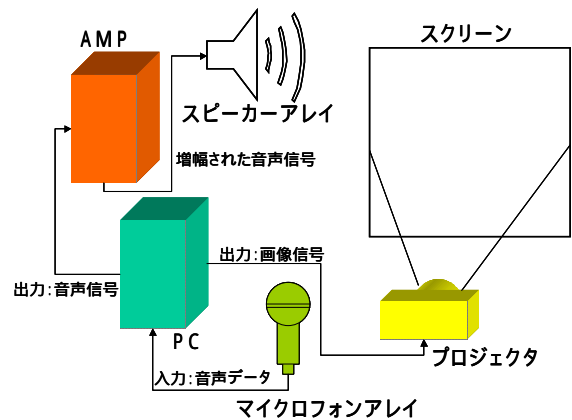 AMP
スクリーン
スピーカーアレイ
増幅された音声信号
出力:画像信号
出力:音声信号
PC
プロジェクタ
入力:音声データ
マイクロフォンアレイ